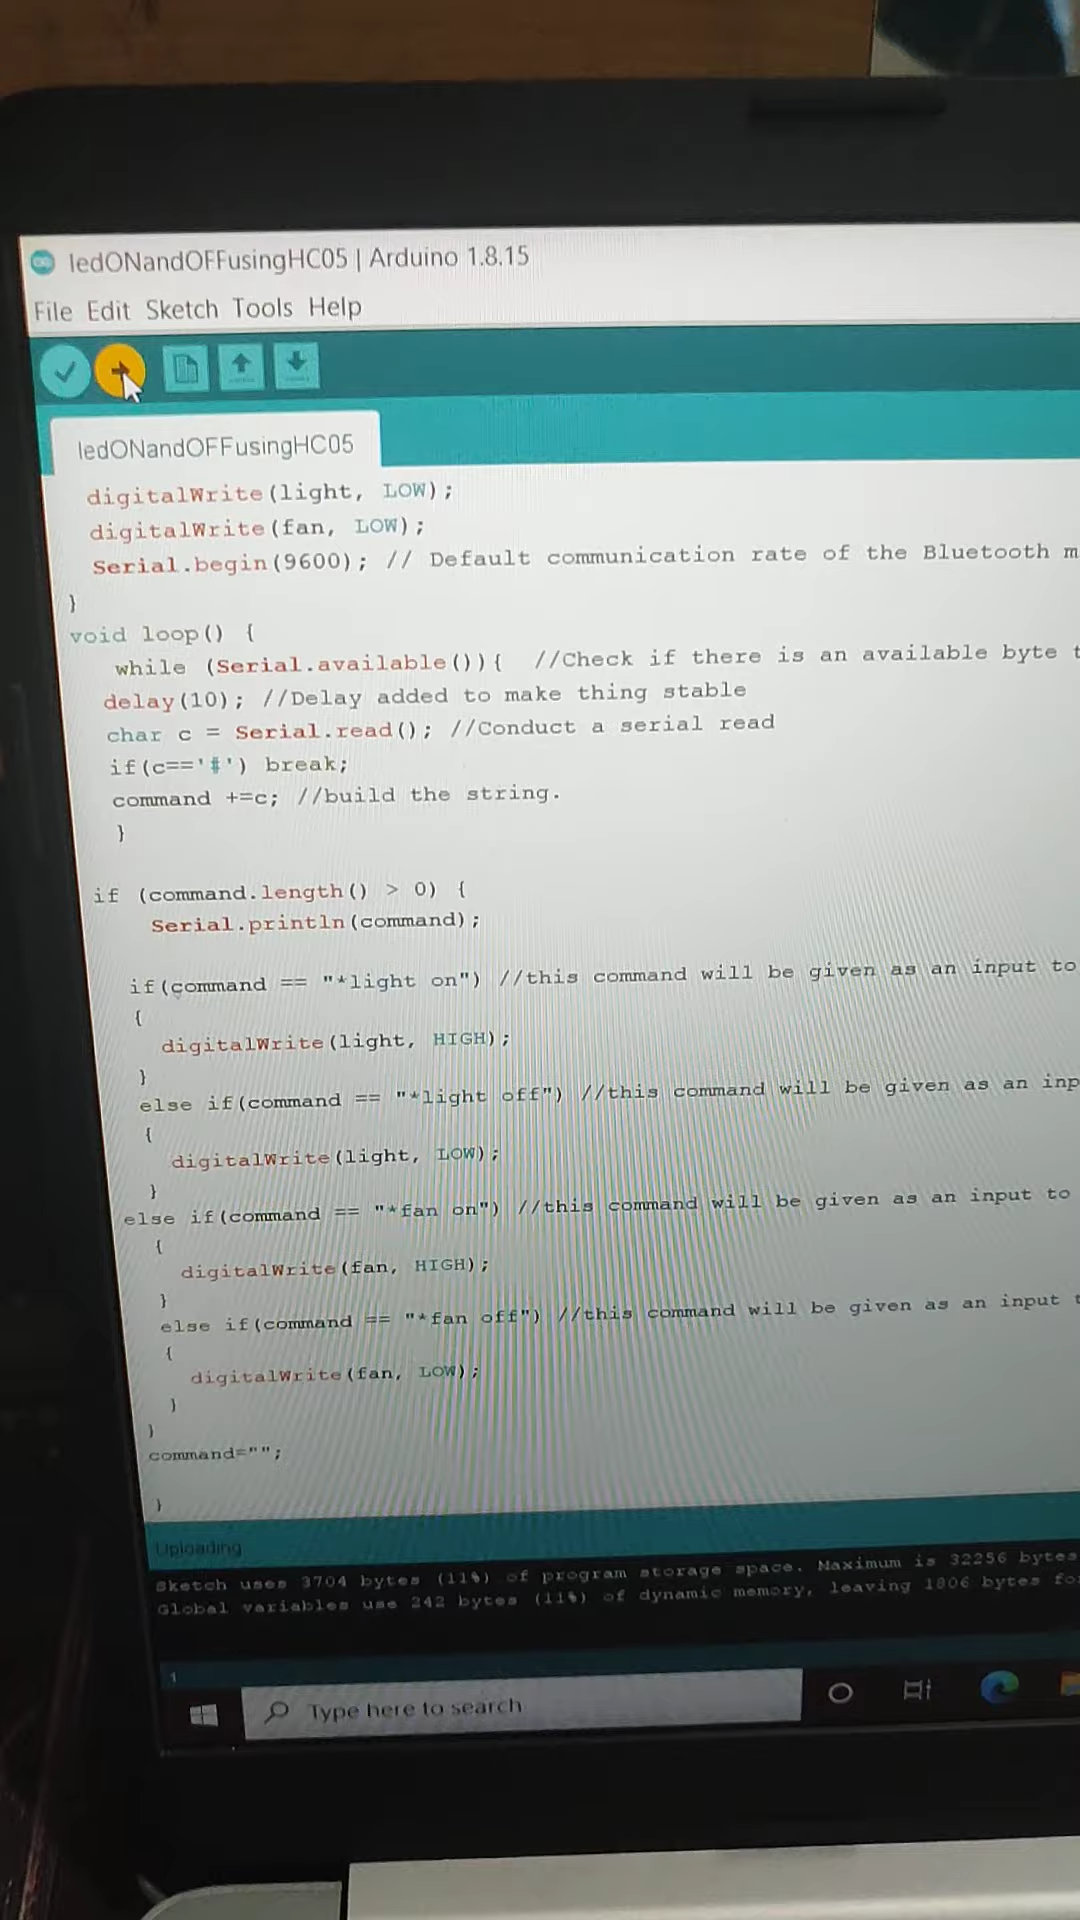 ledONandOFFusingHC05 | Arduino 1.8.15
File Edit Sketch Tools Help
ledONandOFFusingHC05
digitalWrite(light, LOW);
digitalWrite(fan, LOW);
Serial.begin(9600); // Default communication rate of the Bluetooth m
}
void loop() {
while (Serial.available()){ //Check if there is an available byte t
delay(10); //Delay added to make thing stable
char c = Serial.read(); //Conduct a serial read
if(c=='#') break;
command +=c; //build the string.
}
if (command.length() > 0) {
Serial.println(command);
if(command == "*light on") //this command will be given as an input to
{
digitalWrite(light, HIGH);
}
else if(command == "*light off") //this command will be given as an inp
{
digitalWrite(light, LOW);
}
else if(command == "*fan on") //this command will be given as an input to
{
digitalWrite(fan, HIGH);
}
else if(command == "*fan off") //this command will be given as an input t
{
digitalWrite(fan, LOW);
}
}
command="";
}
Uploading
Sketch uses 3704 bytes (11%) of program storage space. Maximum is 32256 bytes
Global variables use 242 bytes (11%) of dynamic memory, leaving 1806 bytes fo
1
Type here to search